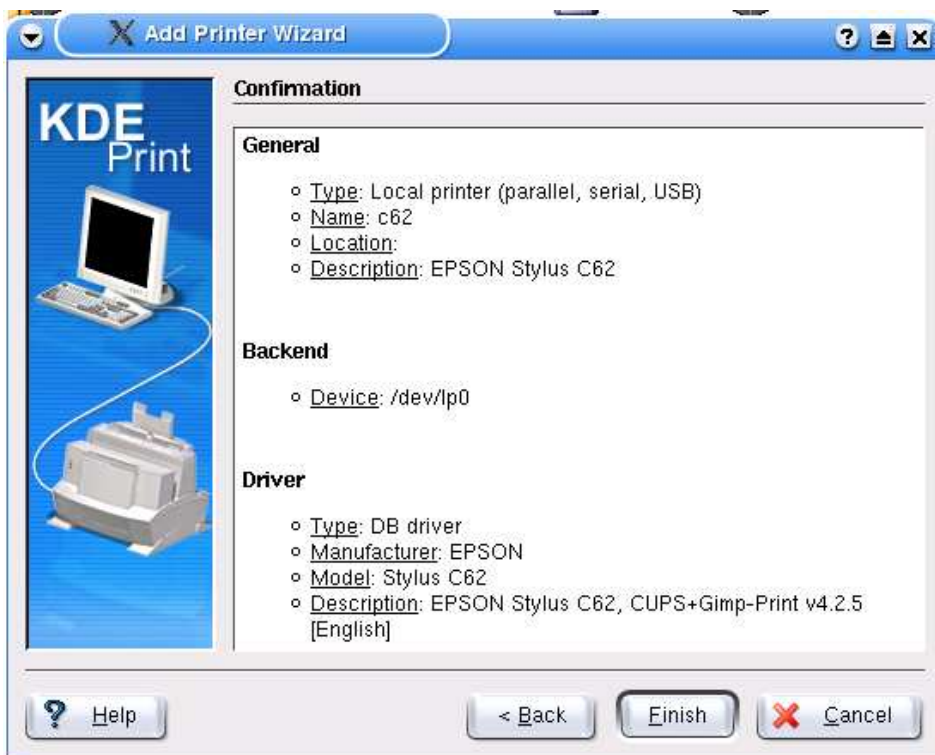 Add Printer Wizard
KDE
Print
Confirmation
General
Type: Local printer (parallel, serial, USB)
Name: c62
Location:
Description: EPSON Stylus C62
Backend
Device: /dev/lp0
Driver
Type: DB driver
Manufacturer: EPSON
Model: Stylus C62
Description: EPSON Stylus C62, CUPS+Gimp-Print v4.2.5
[English]
? Help
< Back
Finish
Cancel